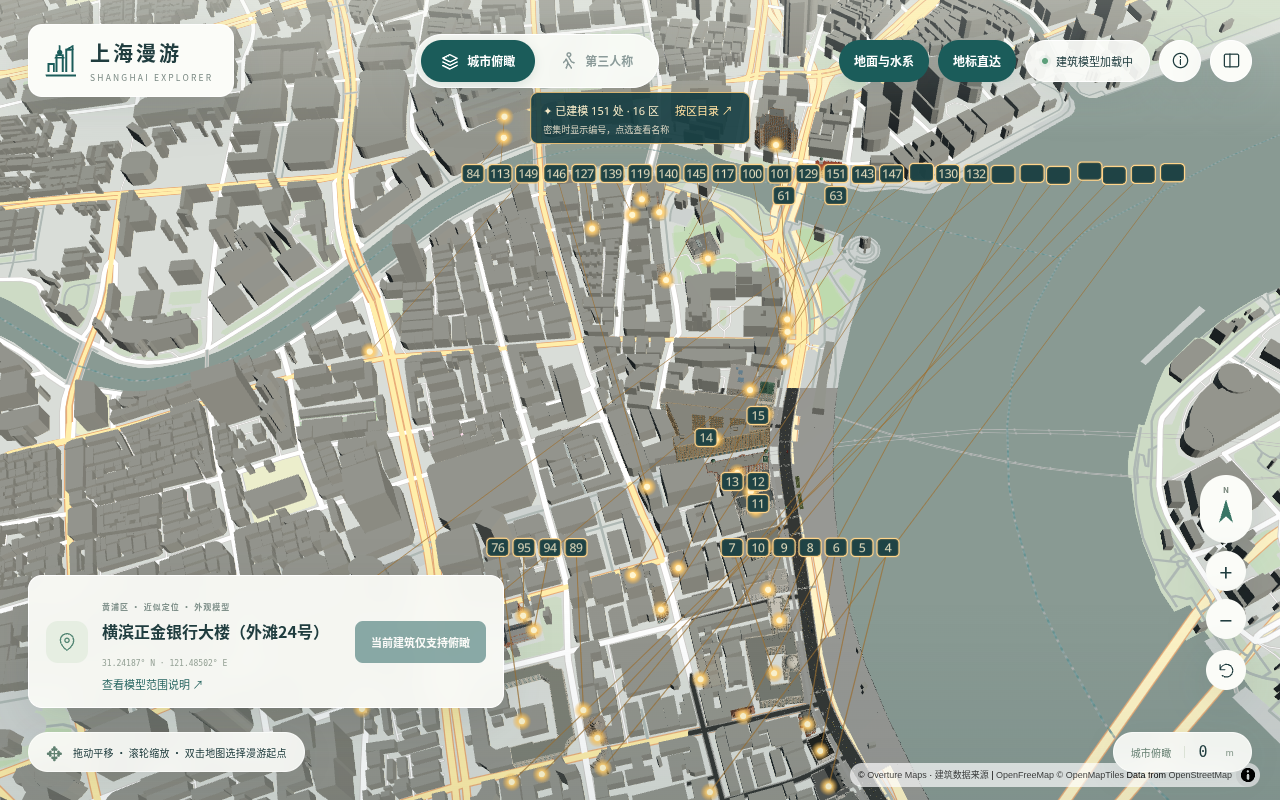 上海漫游
SHANGHAI EXPLORER
城市俯瞰
第三人称
地面与水系
地标直达
建筑模型加载中
✦ 已建模 151 处 · 16 区 按区目录 ↗
密集时显示编号，点选查看名称
84 113 149 146 127 139 119 140 145 117 100 101 129 151 143 147 130 132
61 63
15
14
13 12
11
76 95 94 89 7 10 9 8 6 5 4
黄浦区 · 近似定位 · 外观模型
横滨正金银行大楼（外滩24号）
31.24187° N · 121.48502° E
查看模型范围说明 ↗
当前建筑仅支持俯瞰
N
+
−
拖动平移 · 滚轮缩放 · 双击地图选择漫游起点
城市俯瞰 0 m
© Overture Maps · 建筑数据来源 | OpenFreeMap © OpenMapTiles Data from OpenStreetMap